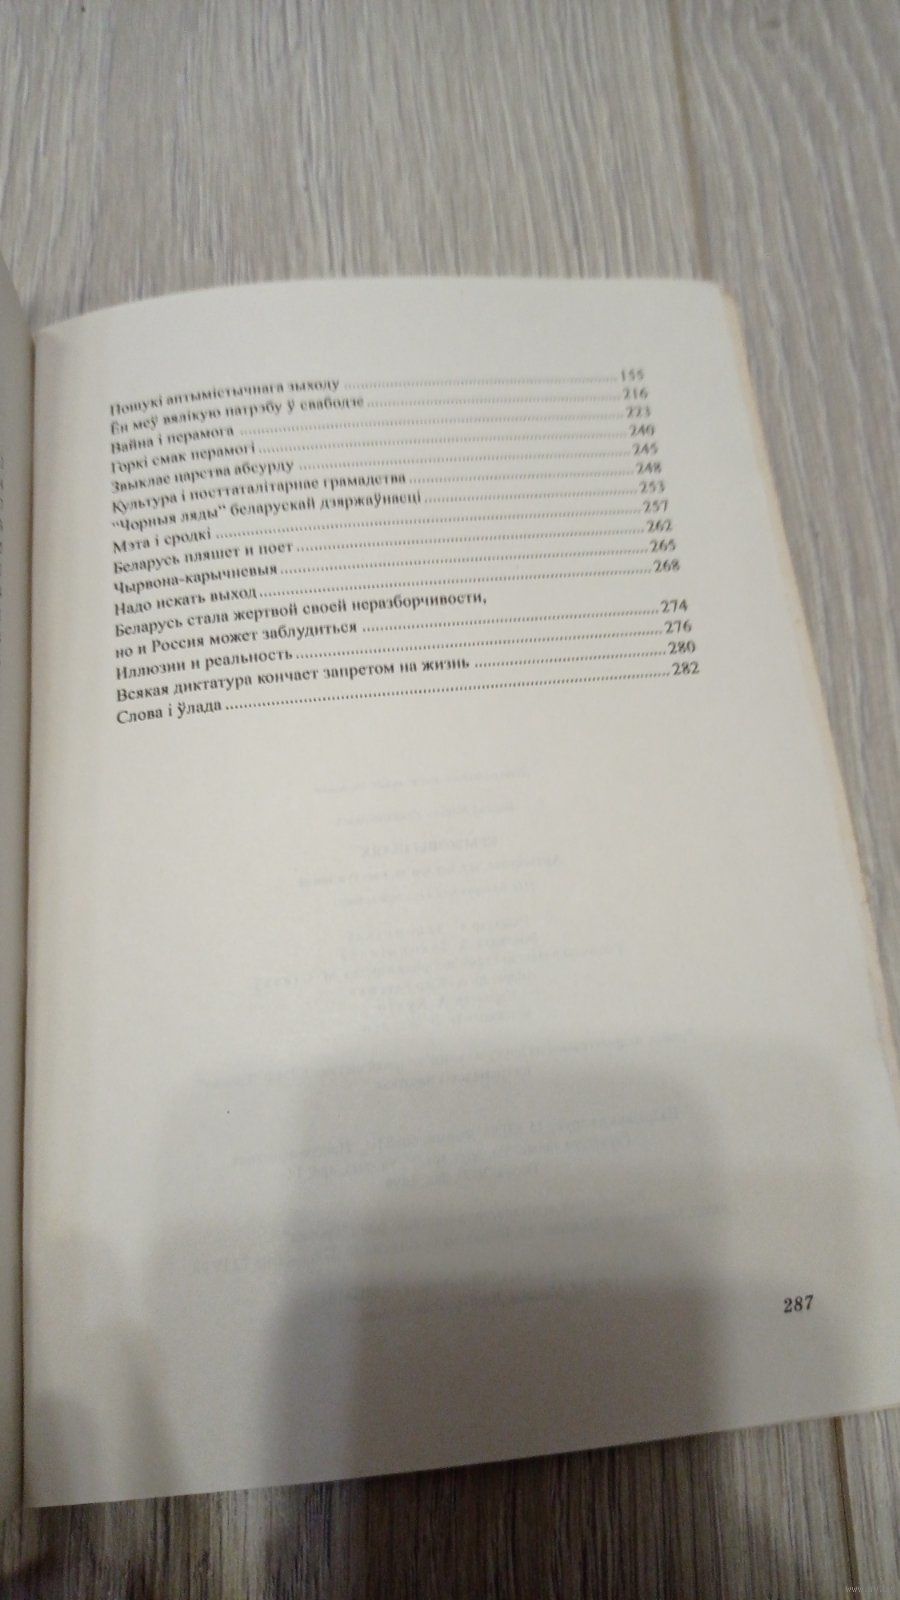 Пошукі аптымістычнага зыходу ........ 155
Ён меў вялікую патрэбу ў свабодзе ........ 216
Вайна і перамога ........ 223
Горкі смак перамогі ........ 240
Звыклае царства абсурду ........ 245
Культура і посттаталітарнае грамадства ........ 248
“Чорныя ляды” беларускай дзяржаўнасці ........ 253
Мэта і сродкі ........ 257
Беларусь пляшет и поет ........ 262
Чырвона-карычневыя ........ 265
Надо искать выход ........ 268
Беларусь стала жертвой своей неразборчивости,
но и Россия может заблудиться ........ 274
Иллюзии и реальность ........ 276
Всякая диктатура кончает запретом на жизнь ........ 280
Слова і ўлада ........ 282
287